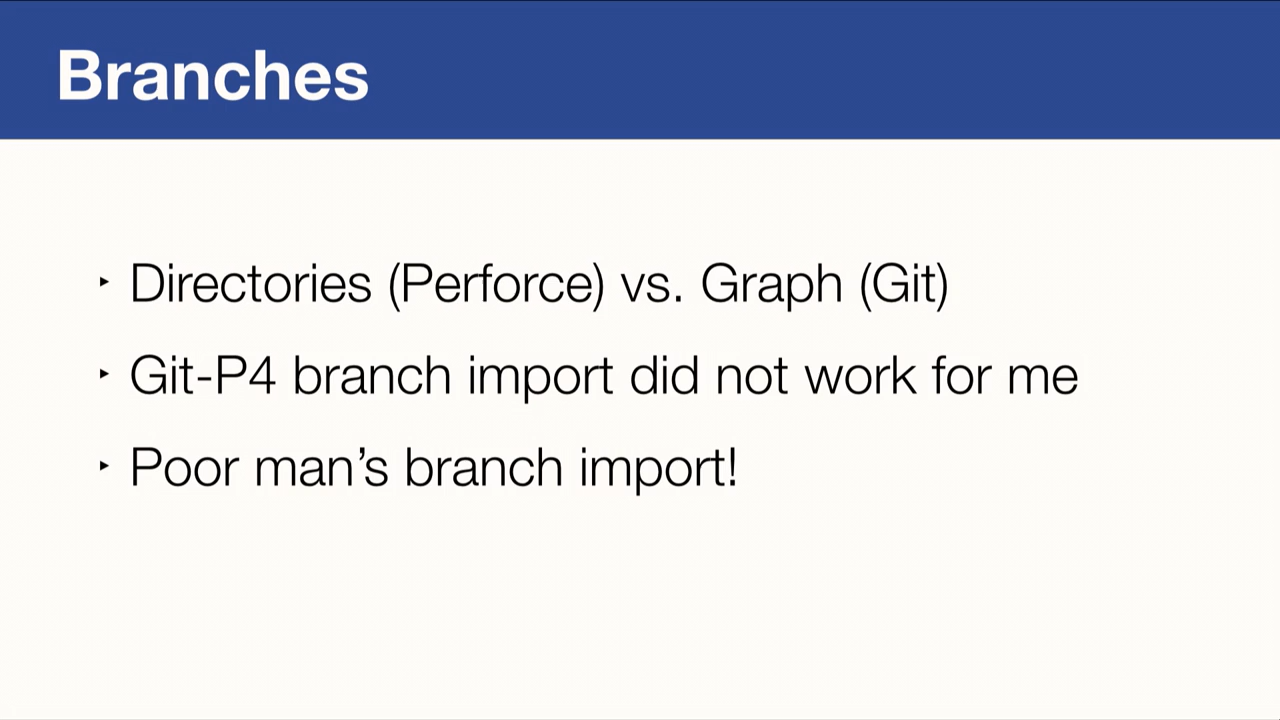 Branches
‣ Directories (Perforce) vs. Graph (Git)
‣ Git-P4 branch import did not work for me
‣ Poor man’s branch import!